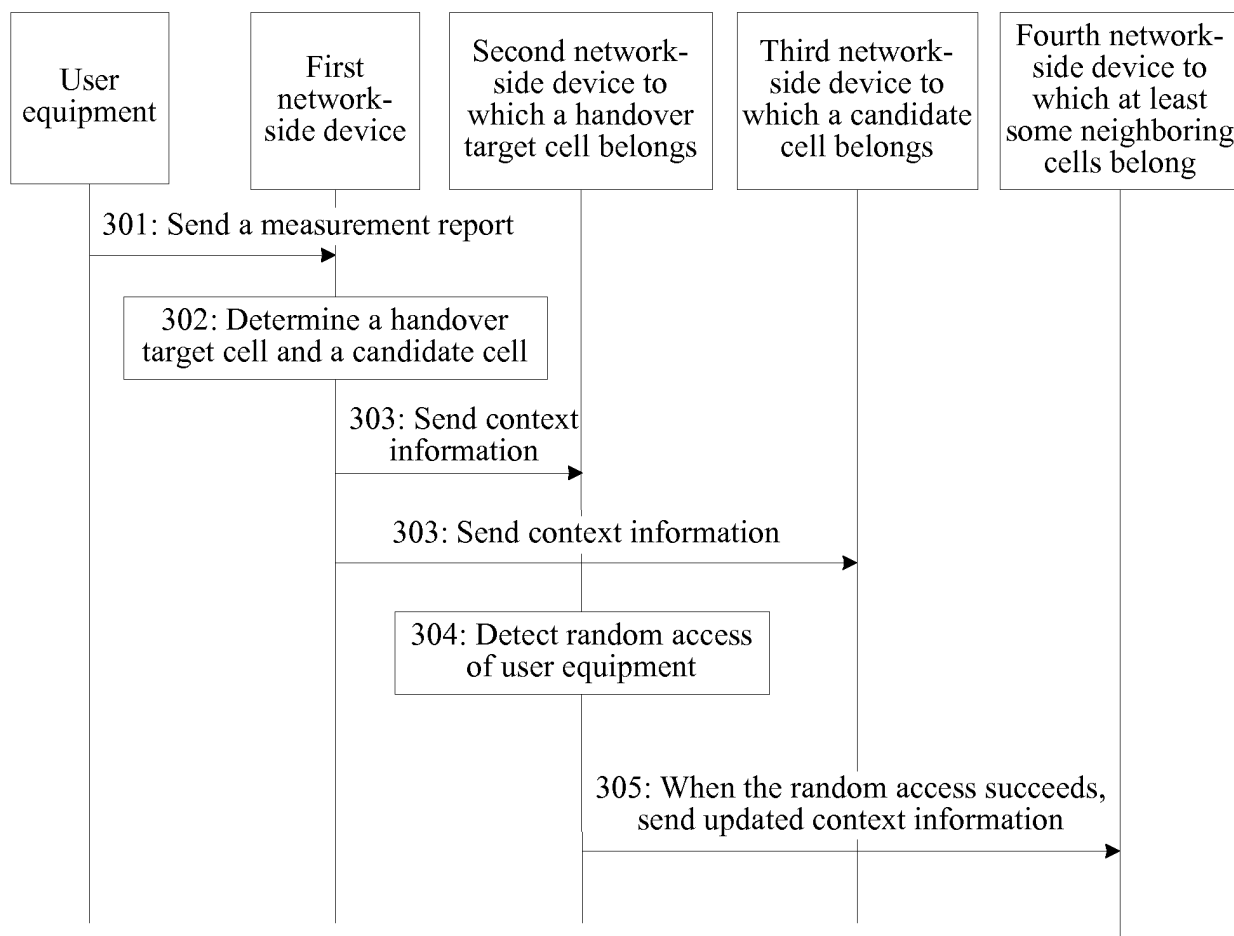 User
equipment
First
network-
side device
Second network-
side device to
which a handover
target cell belongs
Third network-
side device to
which a candidate
cell belongs
Fourth network-
side device to
which at least
some neighboring
cells belong
301: Send a measurement report
302: Determine a handover
target cell and a candidate cell
303: Send context
information
303: Send context information
304: Detect random access
of user equipment
305: When the random access succeeds,
send updated context information